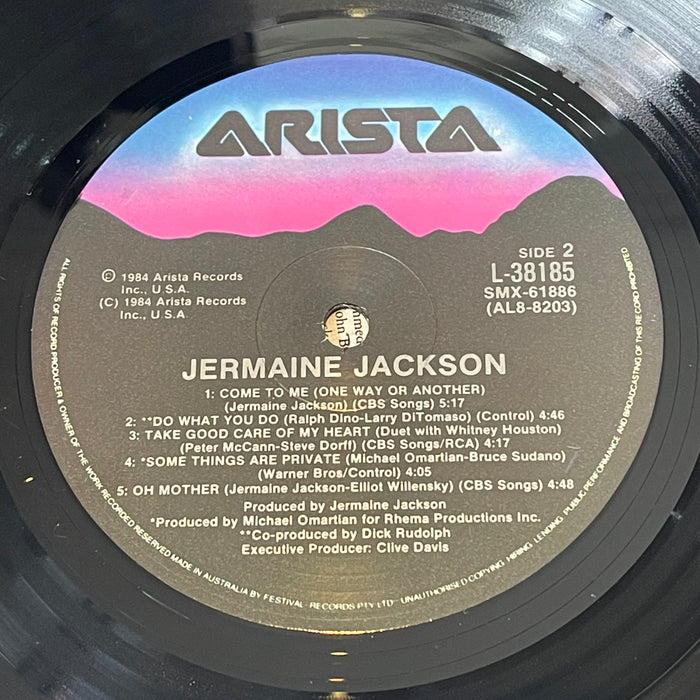 ARISTA
SIDE 2
L-38185
SMX-61886
(AL8-8203)
Ⓟ 1984 Arista Records
Inc., U.S.A.
(C) 1984 Arista Records
Inc., U.S.A.
JERMAINE JACKSON
1: COME TO ME (ONE WAY OR ANOTHER)
(Jermaine Jackson) (CBS Songs) 5:17
2: **DO WHAT YOU DO (Ralph Dino-Larry DiTomaso) (Control) 4:46
3: TAKE GOOD CARE OF MY HEART (Duet with Whitney Houston)
(Peter McCann-Steve Dorff) (CBS Songs/RCA) 4:17
4: *SOME THINGS ARE PRIVATE (Michael Omartian-Bruce Sudano)
(Warner Bros/Control) 4:05
5: OH MOTHER (Jermaine Jackson-Elliot Willensky) (CBS Songs) 4:48
Produced by Jermaine Jackson
*Produced by Michael Omartian for Rhema Productions Inc.
**Co-produced by Dick Rudolph
Executive Producer: Clive Davis
ALL RIGHTS OF RECORD PRODUCER & OWNER OF THE WORK RECORDED RESERVED MADE IN AUSTRALIA BY FESTIVAL RECORDS PTY LTD UNAUTHORISED COPYING, HIRING, LENDING, PUBLIC PERFORMANCE AND BROADCASTING OF THIS RECORD PROHIBITED